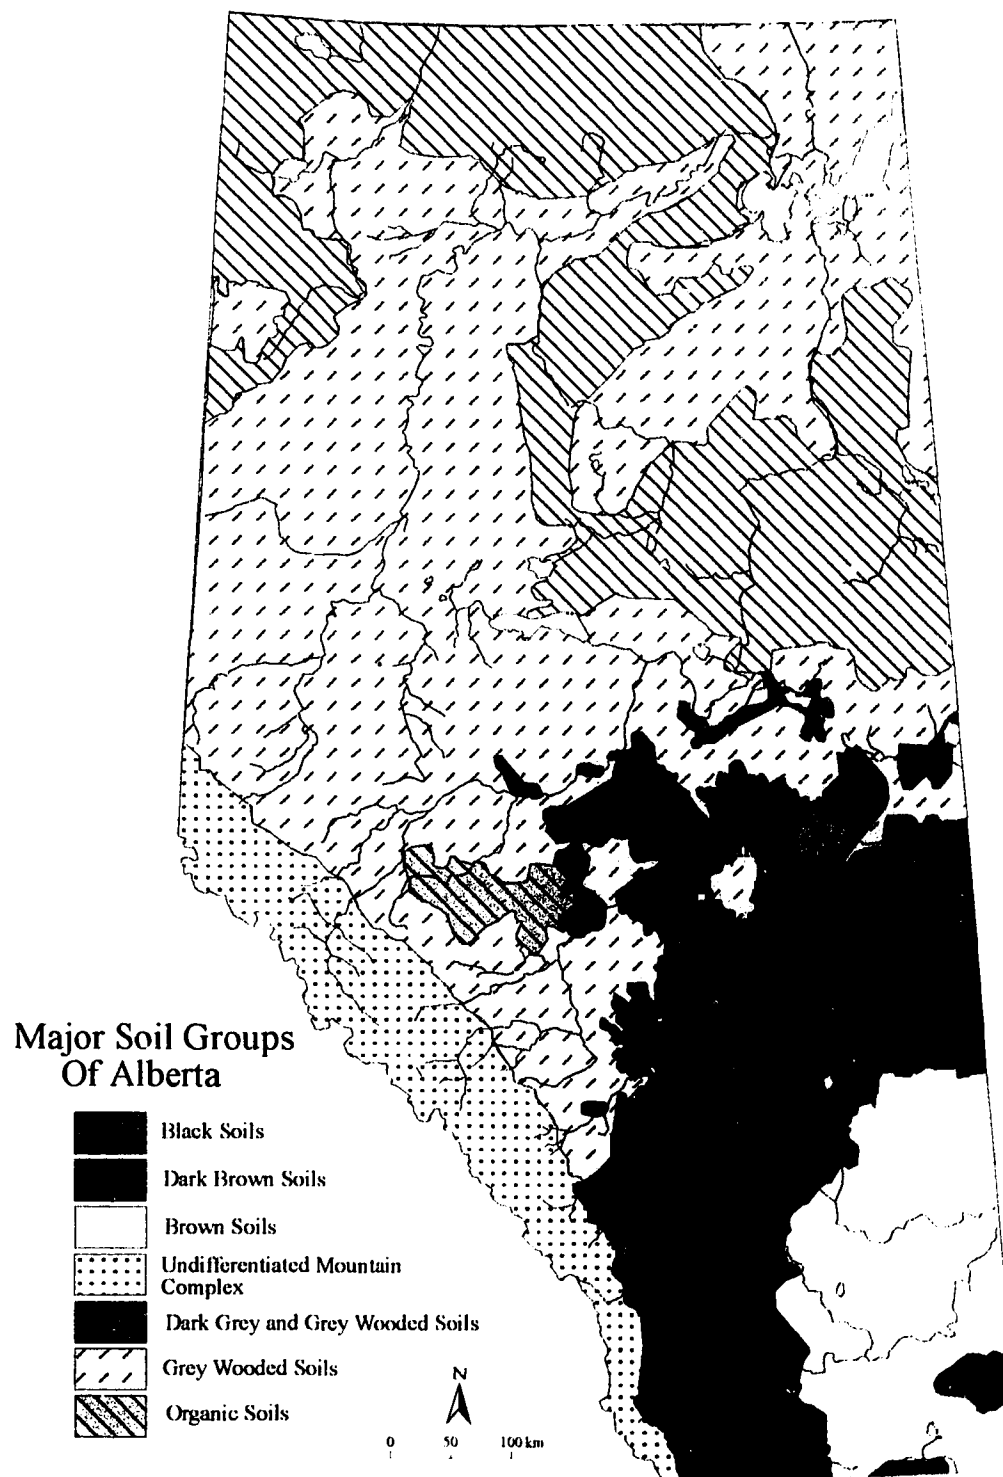 Major Soil Groups
Of Alberta
Black Soils
Dark Brown Soils
Brown Soils
Undifferentiated Mountain
Complex
Dark Grey and Grey Wooded Soils
Grey Wooded Soils
Organic Soils
N
0 50 100 km